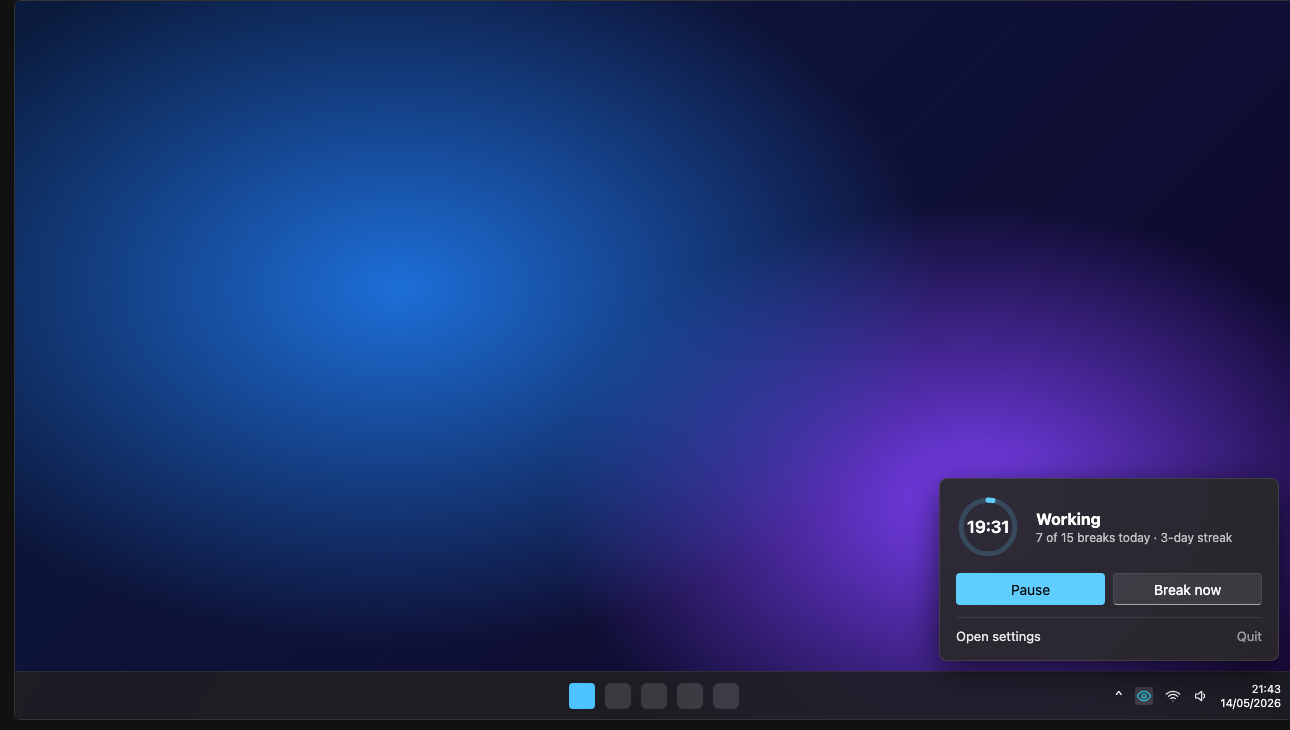 19:31
Working
7 of 15 breaks today · 3-day streak
Pause
Break now
Open settings
Quit
21:43
14/05/2026